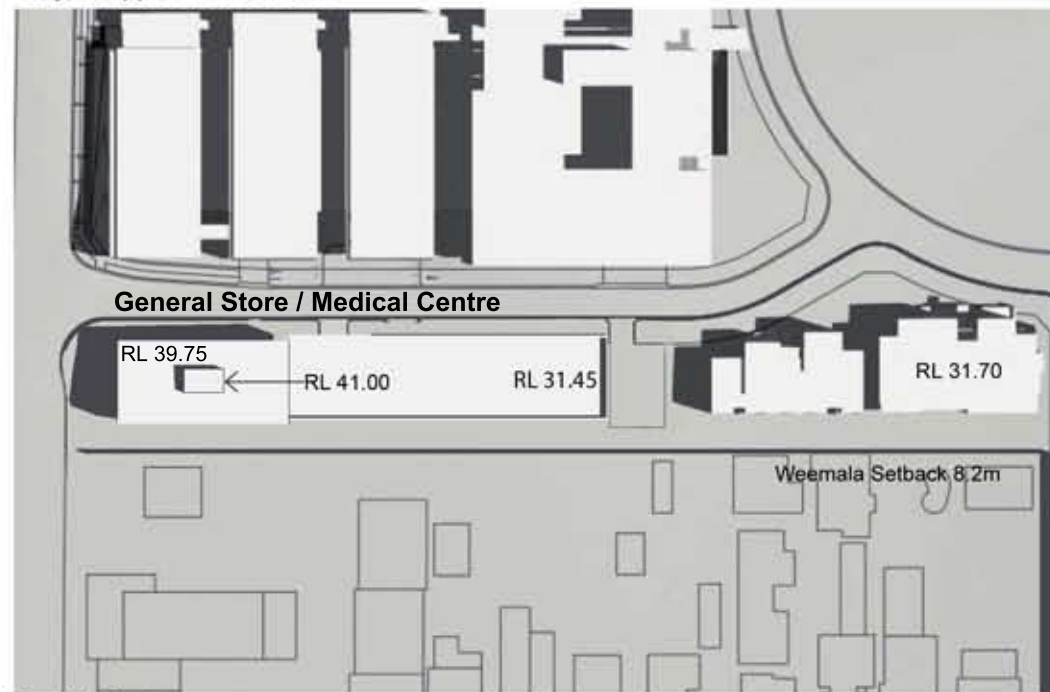 General Store / Medical Centre
RL 39.75
RL 41.00
RL 31.45
RL 31.70
Weemala Setback 8.2m